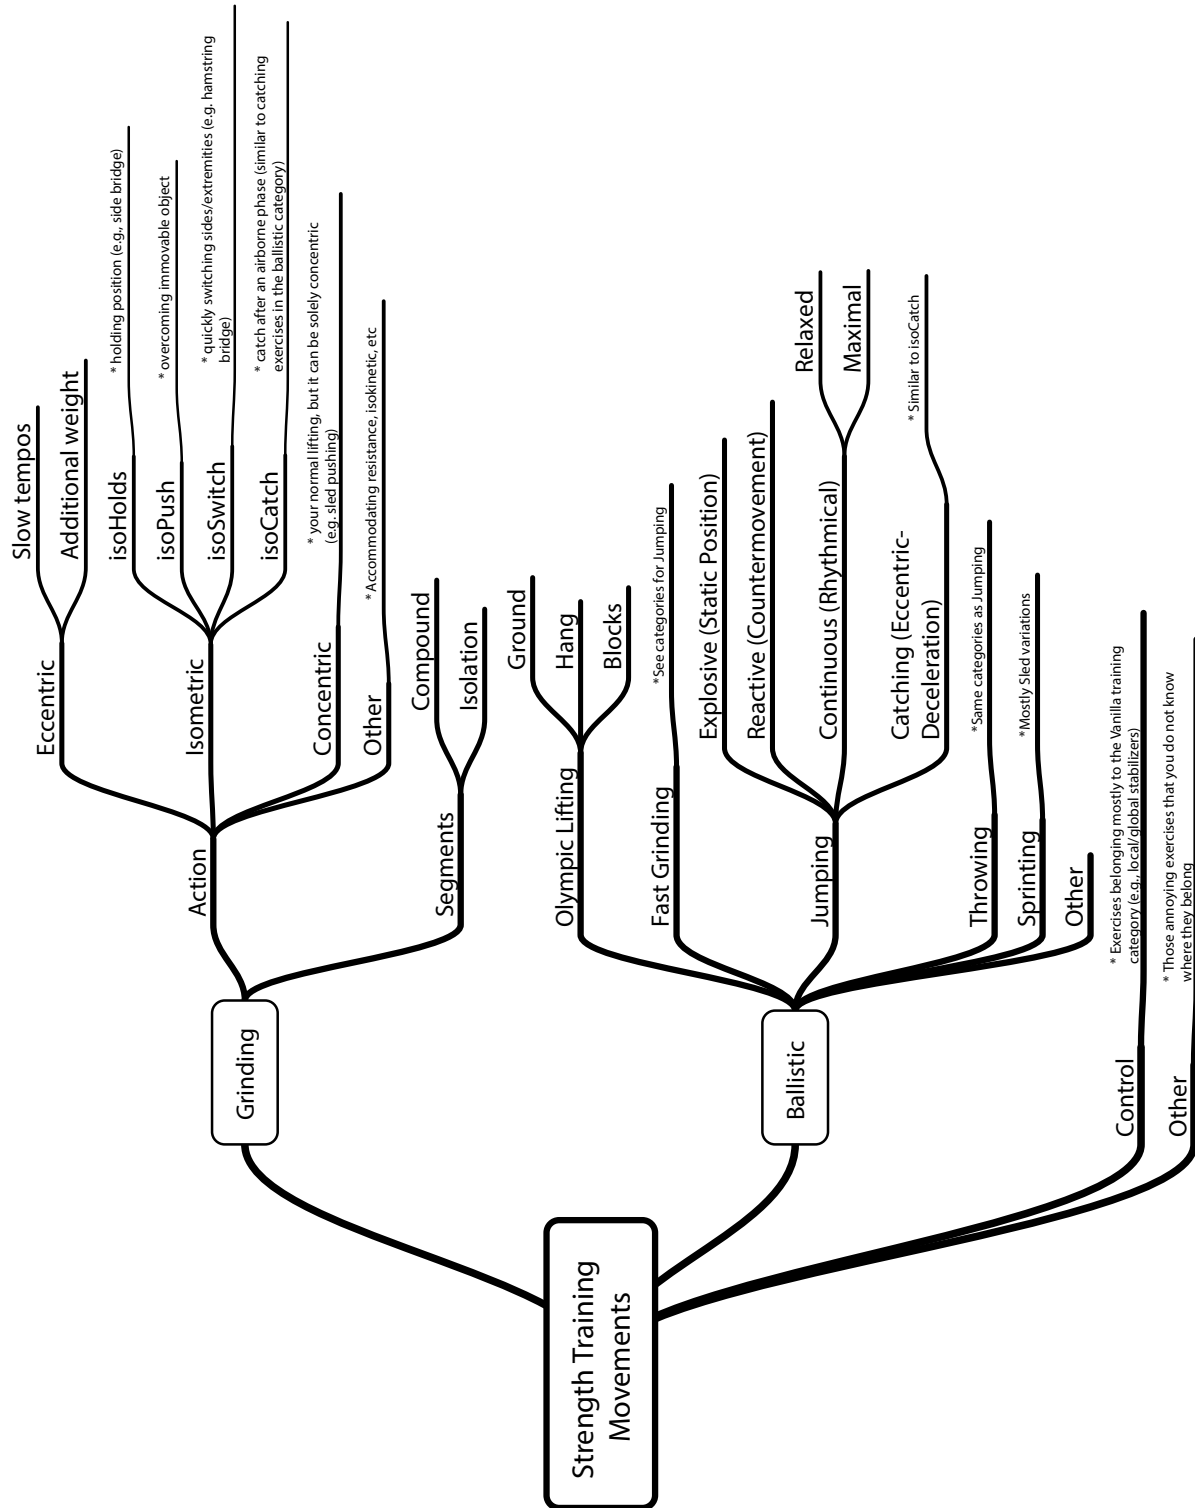 Strength Training
Movements
Grinding
Action
Eccentric
Slow tempos
Additional weight
Isometric
isoHolds
* holding position (e.g., side bridge)
isoPush
* overcoming immovable object
isoSwitch
* quickly switching sides/extremities (e.g. hamstring
bridge)
isoCatch
* catch after an airborne phase (similar to catching
exercises in the ballistic category)
Concentric
* your normal lifting, but it can be solely concentric
(e.g. sled pushing)
Other
* Accommodating resistance, isokinetic, etc
Segments
Compound
Isolation
Ballistic
Olympic Lifting
Ground
Hang
Blocks
Fast Grinding
*See categories for Jumping
Jumping
Explosive (Static Position)
Reactive (Countermovement)
Continuous (Rhythmical)
Relaxed
Maximal
Catching (Eccentric-
Deceleration)
* Similar to isoCatch
Throwing
*Same categories as Jumping
Sprinting
*Mostly Sled variations
Other
Control
* Exercises belonging mostly to the Vanilla training
category (e.g., local/global stabilizers)
Other
* Those annoying exercises that you do not know
where they belong